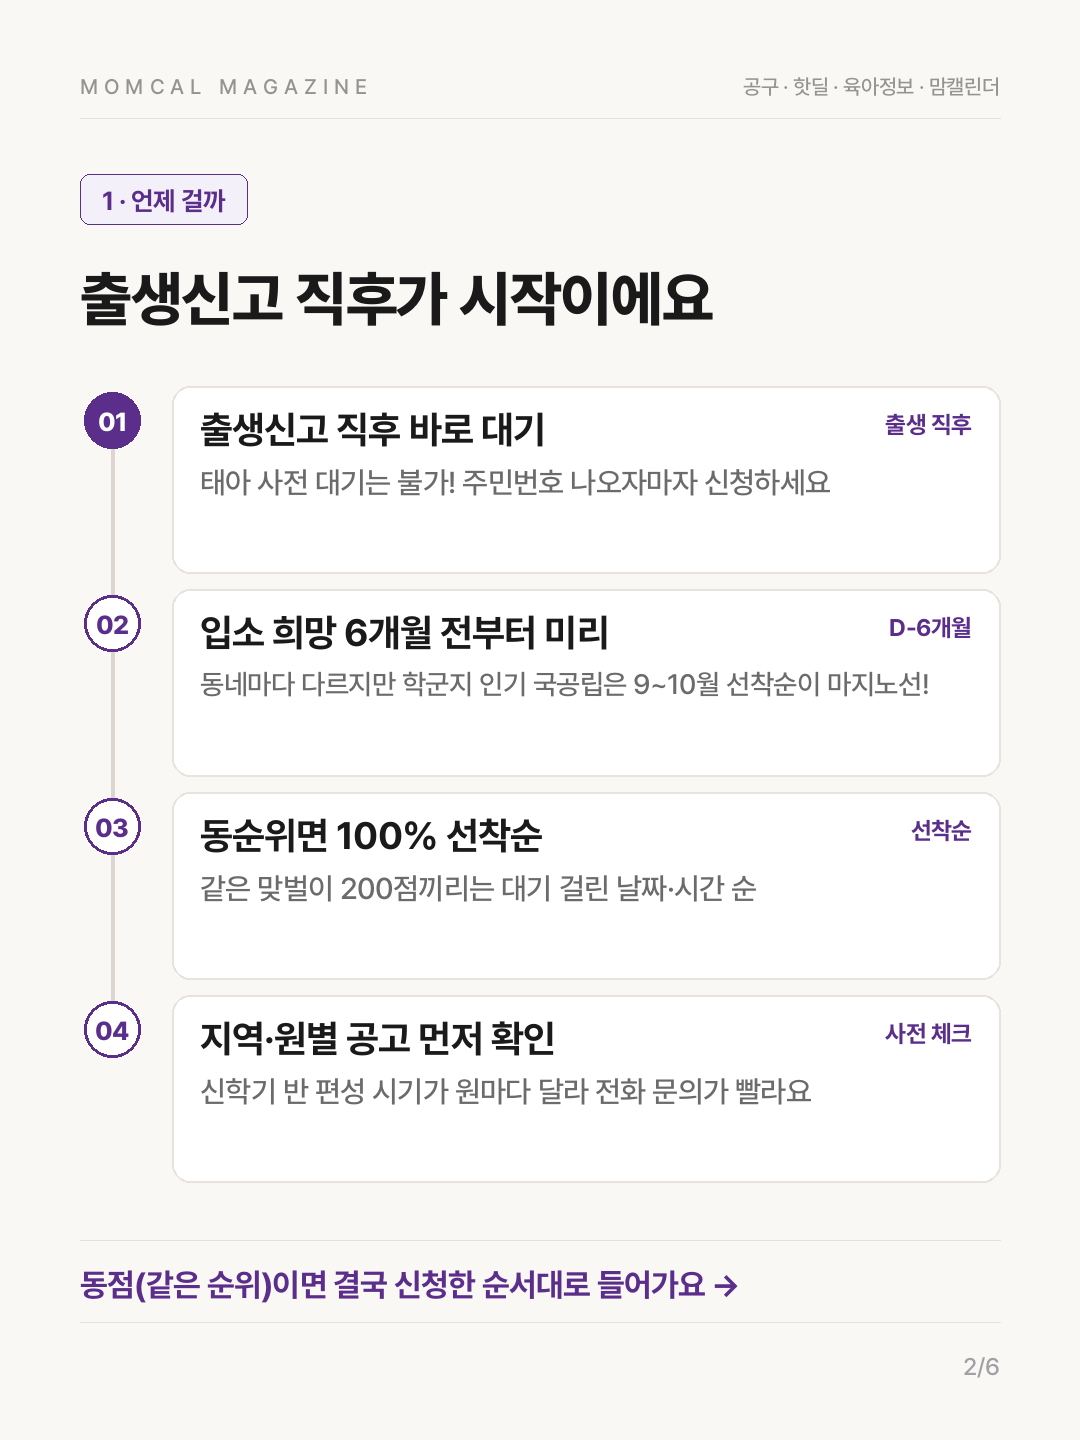 MOMCAL MAGAZINE
공구 · 핫딜 · 육아정보 · 맘캘린더
1 · 언제 걸까
출생신고 직후가 시작이에요
01
출생신고 직후 바로 대기
출생 직후
태아 사전 대기는 불가! 주민번호 나오자마자 신청하세요
02
입소 희망 6개월 전부터 미리
D-6개월
동네마다 다르지만 학군지 인기 국공립은 9~10월 선착순이 마지노선!
03
동순위면 100% 선착순
선착순
같은 맞벌이 200점끼리는 대기 걸린 날짜·시간 순
04
지역·원별 공고 먼저 확인
사전 체크
신학기 반 편성 시기가 원마다 달라 전화 문의가 빨라요
동점(같은 순위)이면 결국 신청한 순서대로 들어가요 →
2/6